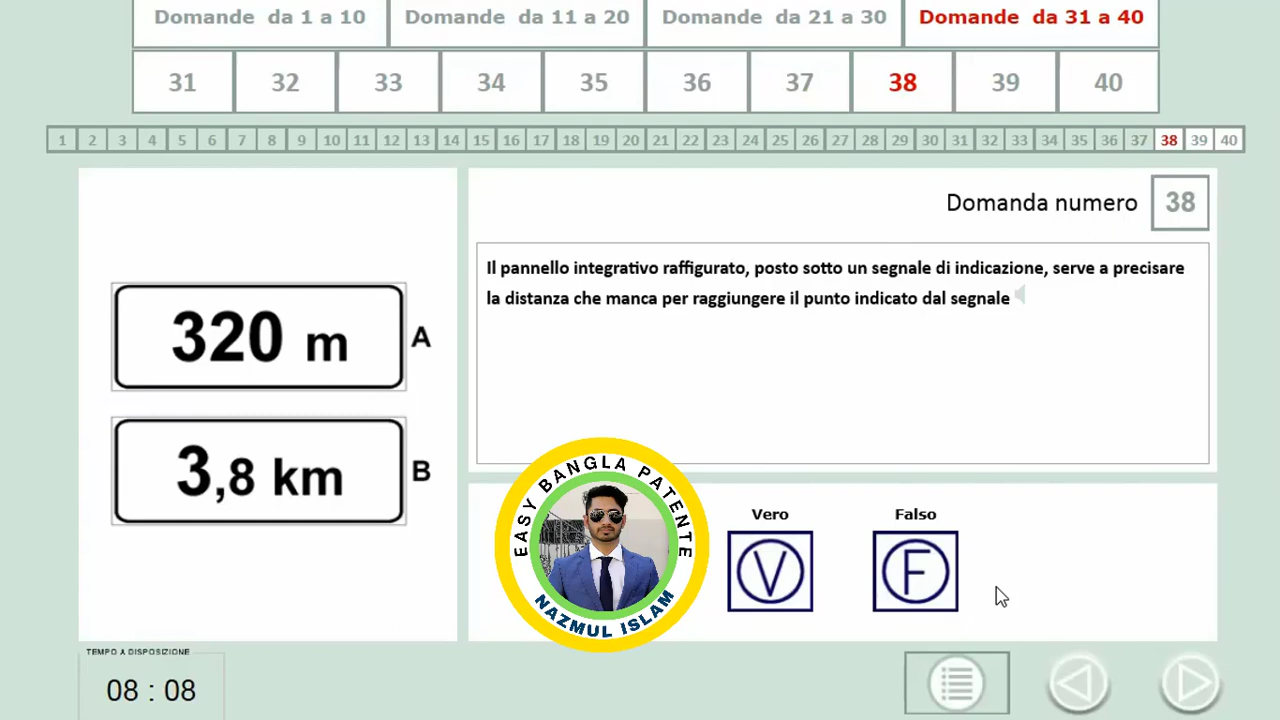 Domande da 1 a 10
Domande da 11 a 20
Domande da 21 a 30
Domande da 31 a 40
31 32 33 34 35 36 37 38 39 40
1 2 3 4 5 6 7 8 9 10 11 12 13 14 15 16 17 18 19 20 21 22 23 24 25 26 27 28 29 30 31 32 33 34 35 36 37 38 39 40
Domanda numero 38
Il pannello integrativo raffigurato, posto sotto un segnale di indicazione, serve a precisare
la distanza che manca per raggiungere il punto indicato dal segnale
320 m A
3,8 km B
EASY BANGLA PATENTE
NAZMUL ISLAM
Vero
Falso
V
F
TEMPO A DISPOSIZIONE
08 : 08